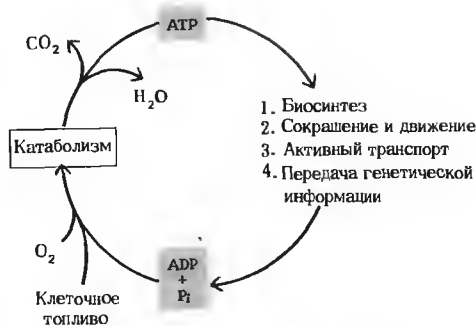 ATP
CO2
H2O
Катаболизм
1. Биосинтез
2. Сокрашение и движение
3. Активный транспорт
4. Передача генетической
информации
O2
Клеточное
топливо
ADP
+
Pi